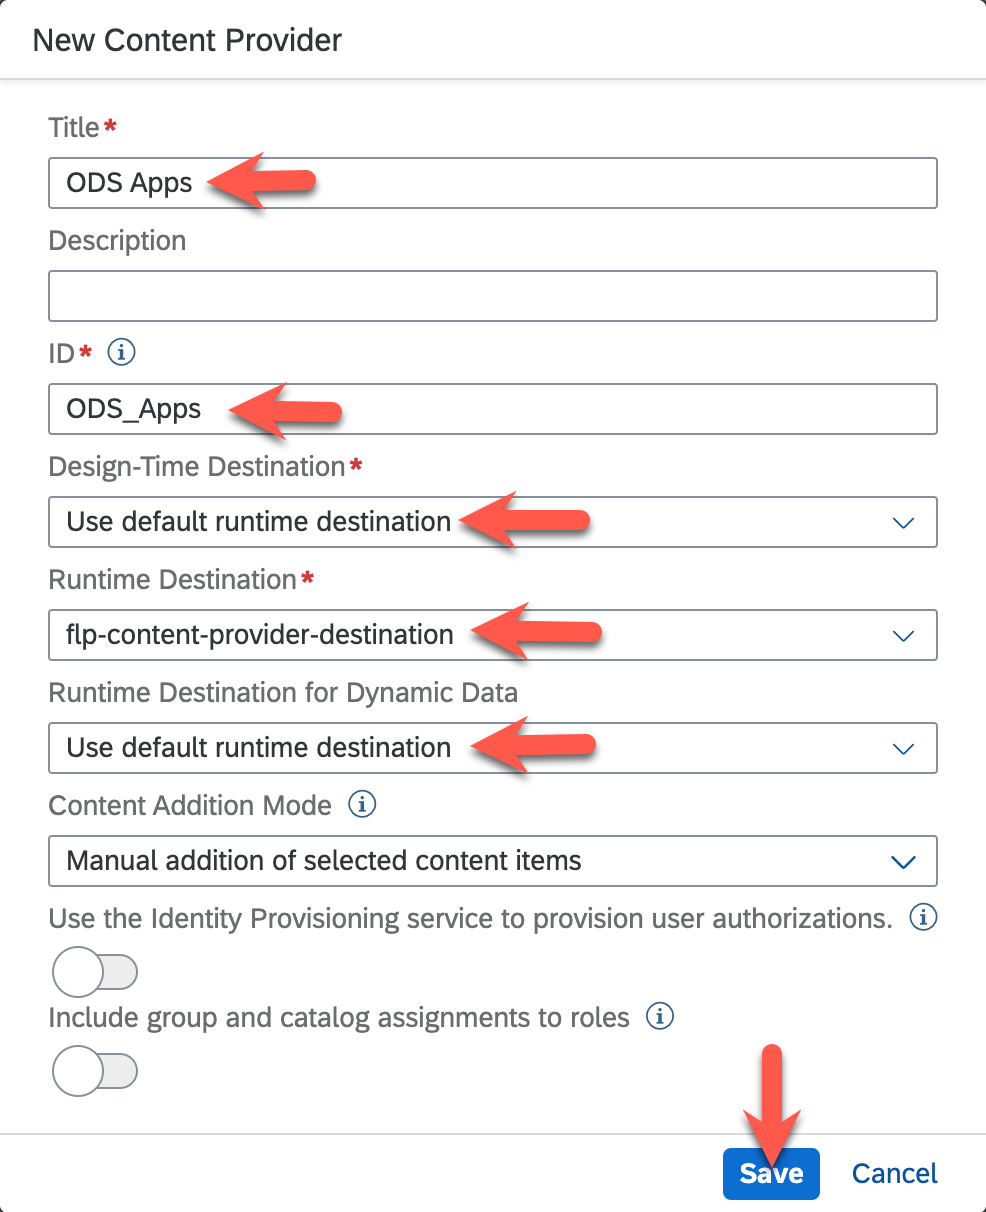 New Content Provider
Title*
ODS Apps
Description
ID*
ODS_Apps
Design-Time Destination*
Use default runtime destination
Runtime Destination*
flp-content-provider-destination
Runtime Destination for Dynamic Data
Use default runtime destination
Content Addition Mode
Manual addition of selected content items
Use the Identity Provisioning service to provision user authorizations.
Include group and catalog assignments to roles
Save Cancel